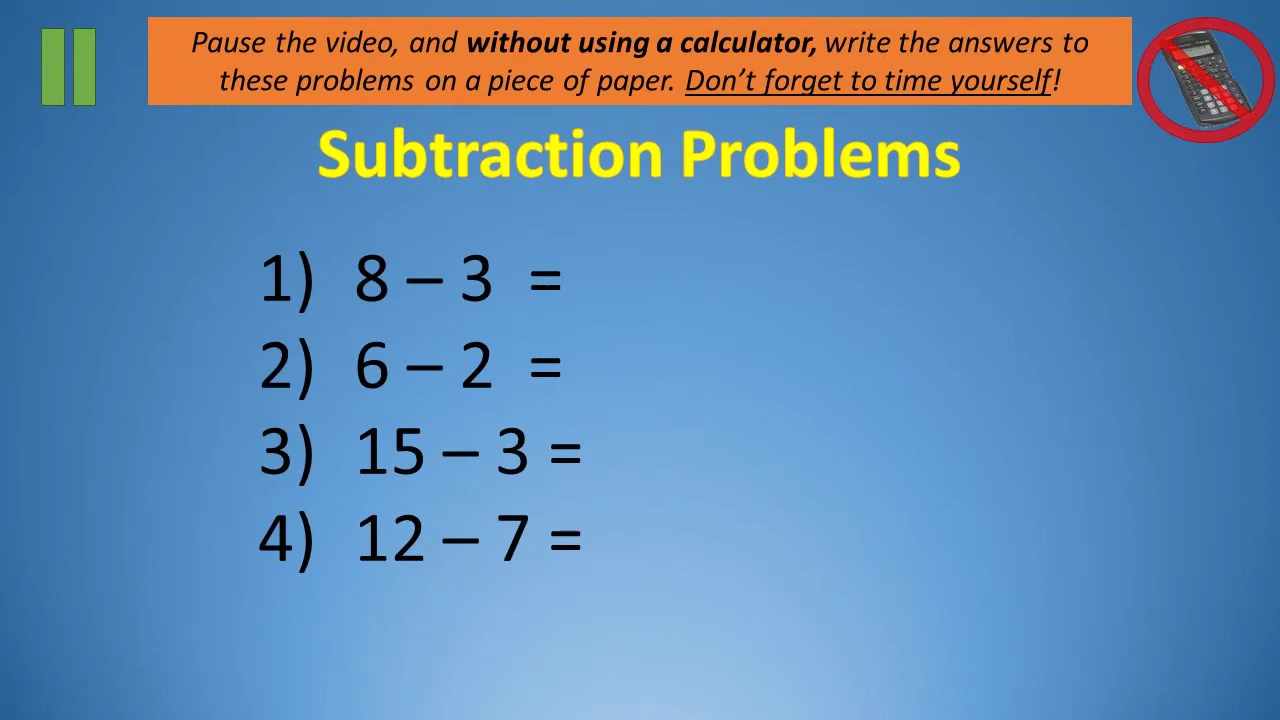 Pause the video, and without using a calculator, write the answers to
these problems on a piece of paper. Don’t forget to time yourself!
Subtraction Problems
1) 8 – 3 =
2) 6 – 2 =
3) 15 – 3 =
4) 12 – 7 =